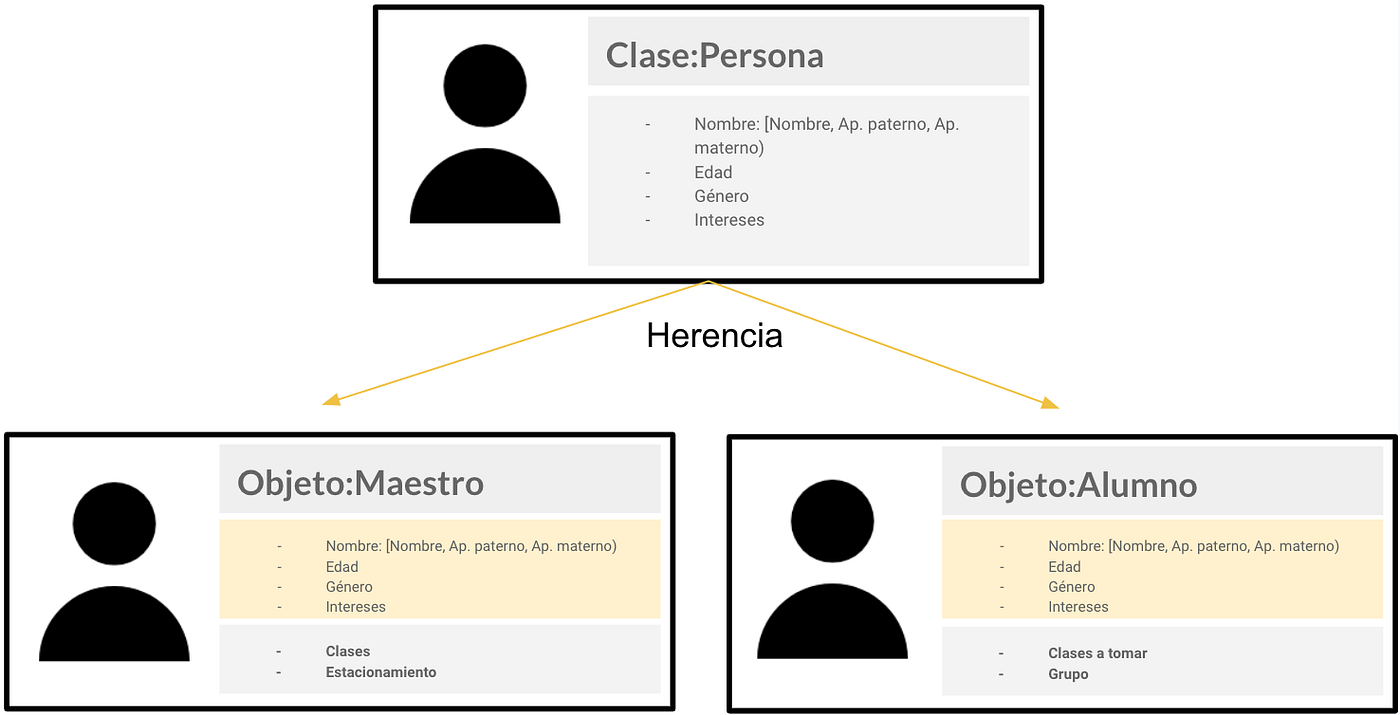 Clase:Persona
- Nombre: [Nombre, Ap. paterno, Ap.
materno)
- Edad
- Género
- Intereses
Herencia
Objeto:Maestro
- Nombre: [Nombre, Ap. paterno, Ap. materno)
- Edad
- Género
- Intereses
- Clases
- Estacionamiento
Objeto:Alumno
- Nombre: [Nombre, Ap. paterno, Ap. materno)
- Edad
- Género
- Intereses
- Clases a tomar
- Grupo